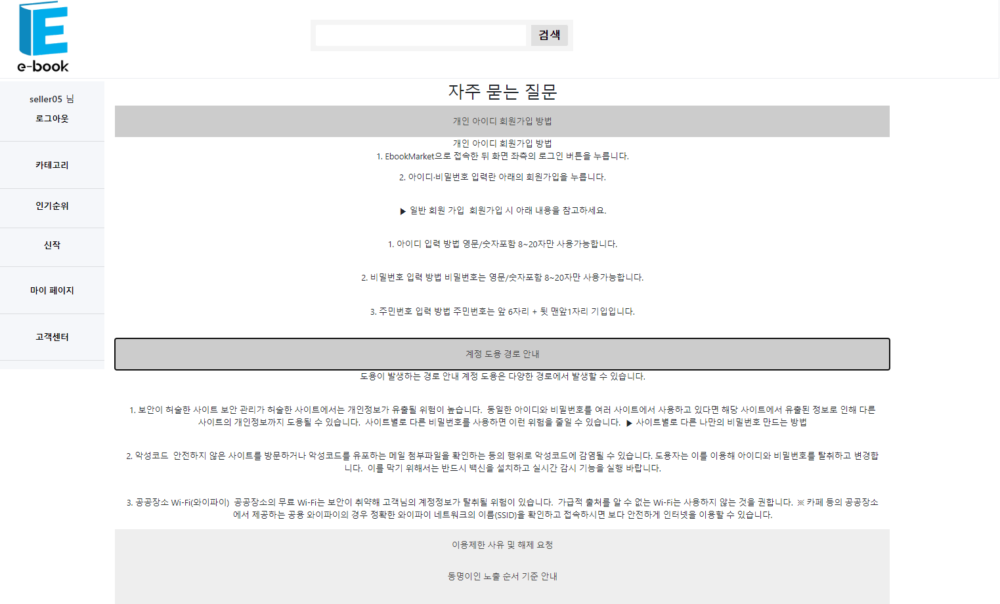 E
e-book
검색
seller05 님
로그아웃
카테고리
인기순위
신작
마이 페이지
고객센터
자주 묻는 질문
개인 아이디 회원가입 방법
개인 아이디 회원가입 방법
1. EbookMarket으로 접속한 뒤 화면 좌측의 로그인 버튼을 누릅니다.
2. 아이디·비밀번호 입력란 아래의 회원가입을 누릅니다.
▶ 일반 회원 가입  회원가입 시 아래 내용을 참고하세요.
1. 아이디 입력 방법 영문/숫자포함 8~20자만 사용가능합니다.
2. 비밀번호 입력 방법 비밀번호는 영문/숫자포함 8~20자만 사용가능합니다.
3. 주민번호 입력 방법 주민번호는 앞 6자리 + 뒷 맨앞1자리 기입입니다.
계정 도용 경로 안내
도용이 발생하는 경로 안내 계정 도용은 다양한 경로에서 발생할 수 있습니다.
1. 보안이 허술한 사이트 보안 관리가 허술한 사이트에서는 개인정보가 유출될 위험이 높습니다.  동일한 아이디와 비밀번호를 여러 사이트에서 사용하고 있다면 해당 사이트에서 유출된 정보로 인해 다른
사이트의 개인정보까지 도용될 수 있습니다.  사이트별로 다른 비밀번호를 사용하면 이런 위험을 줄일 수 있습니다.  ▶ 사이트별로 다른 나만의 비밀번호 만드는 방법
2. 악성코드  안전하지 않은 사이트를 방문하거나 악성코드를 유포하는 메일 첨부파일을 확인하는 등의 행위로 악성코드에 감염될 수 있습니다. 도용자는 이를 이용해 아이디와 비밀번호를 탈취하고 변경합
니다.  이를 막기 위해서는 반드시 백신을 설치하고 실시간 감시 기능을 실행 바랍니다.
3. 공공장소 Wi-Fi(와이파이)  공공장소의 무료 Wi-Fi는 보안이 취약해 고객님의 계정정보가 탈취될 위험이 있습니다.  가급적 출처를 알 수 없는 Wi-Fi는 사용하지 않는 것을 권합니다.  ※ 카페 등의 공공장소
에서 제공하는 공용 와이파이의 경우 정확한 와이파이 네트워크의 이름(SSID)을 확인하고 접속하시면 보다 안전하게 인터넷을 이용할 수 있습니다.
이용제한 사유 및 해제 요청
동명이인 노출 순서 기준 안내